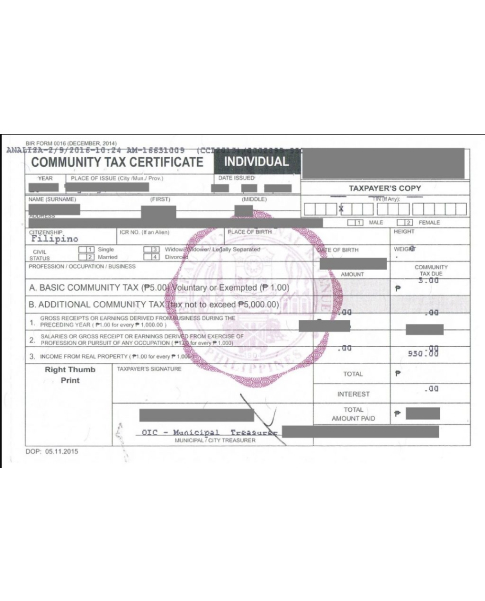 BIR FORM 0016 (DECEMBER, 2014)
ANALIZA-2/9/2016-10:24 AM-16651009
COMMUNITY TAX CERTIFICATE INDIVIDUAL
YEAR PLACE OF ISSUE (City /Mun./ Prov.) DATE ISSUED
TAXPAYER'S COPY
NAME (SURNAME) (FIRST) (MIDDLE) TIN (If Any):
x
1 MALE 2 FEMALE
CITIZENSHIP ICR NO. (If an Alien) PLACE OF BIRTH HEIGHT
Filipino
CIVIL STATUS 1 Single 3 Widow/Widower/ Legally Separated DATE OF BIRTH WEIGHT
2 Married 4 Divorced
PROFESSION / OCCUPATION / BUSINESS AMOUNT COMMUNITY TAX DUE
A. BASIC COMMUNITY TAX (₱5.00) Voluntary or Exempted (₱ 1.00) ₱ 5.00
B. ADDITIONAL COMMUNITY TAX (tax not to exceed ₱5,000.00)
1. GROSS RECEIPTS OR EARNINGS DERIVED FROM BUSINESS DURING THE .00 .00
PRECEDING YEAR ( ₱1.00 for every ₱ 1,000.00 )
2. SALARIES OR GROSS RECEIPT OR EARNINGS DERIVED FROM EXERCISE OF
PROFESSION OR PURSUIT OF ANY OCCUPATION (₱1.00 for every ₱1,000)
3. INCOME FROM REAL PROPERTY (₱1.00 for every ₱ 1,000) .00 .00
950.00
Right Thumb TAXPAYER'S SIGNATURE TOTAL ₱
Print
INTEREST .00
TOTAL AMOUNT PAID ₱
OIC - Municipal Treasurer
MUNICIPAL / CITY TREASURER
DOP: 05.11.2015